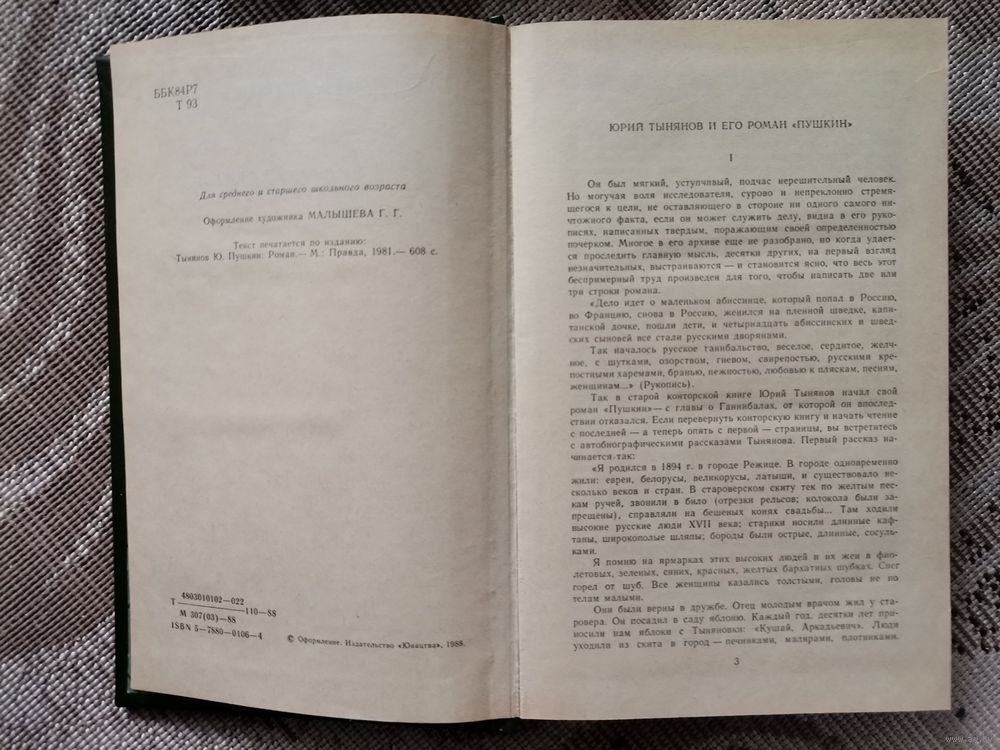 ББК84Р7
Т 93
Для среднего и старшего школьного возраста
Оформление художника МАЛЫШЕВА Г. Г.
Текст печатается по изданию:
Тынянов Ю. Пушкин: Роман.— М.: Правда, 1981.— 608 с.
Т 4803010102—022
110—88
М 307(03)—88
ISBN 5—7880—0106—4
© Оформление. Издательство «Юнацтва», 1988.
ЮРИЙ ТЫНЯНОВ И ЕГО РОМАН «ПУШКИН»
I
Он был мягкий, уступчивый, подчас нерешительный человек.
Но могучая воля исследователя, сурово и непреклонно стремя-
щегося к цели, не оставляющего в стороне ни одного самого ни-
чтожного факта, если он может служить делу, видна в его руко-
писях, написанных твердым, поражающим своей определенностью
почерком. Многое в его архиве еще не разобрано, но когда удает-
ся проследить главную мысль, десятки других, на первый взгляд
незначительных, выстраиваются — и становится ясно, что весь этот
беспримерный труд произведен для того, чтобы написать две или
три строки романа.
«Дело идет о маленьком абиссинце, который попал в Россию,
во Францию, снова в Россию, женился на пленной шведке, капи-
танской дочке, пошли дети, и четырнадцать абиссинских и швед-
ских сыновей все стали русскими дворянами.
Так началось русское ганибальство, веселое, сердитое, желч-
ное, с шутками, озорством, гневом, свирепостью, русскими кре-
постными харемами, бранью, нежностью, любовью к пляскам, песням,
женщинам...» (Рукопись).
Так в старой конторской книге Юрий Тынянов начал свой
роман «Пушкин»— с главы о Ганнибалах, от которой он впослед-
ствии отказался. Если перевернуть конторскую книгу и начать чтение
с последней — а теперь опять с первой — страницы, вы встретитесь
с автобиографическими рассказами Тынянова. Первый рассказ на-
чинается так:
«Я родился в 1894 г. в городе Режице. В городе одновременно
жили: евреи, белорусы, великорусы, латыши, и существовало не-
сколько веков и стран. В староверском скиту тек по желтым пес-
кам ручей, звонили в било (отрезки рельсов; колокола были за-
прещены), справляли на бешеных конях свадьбы... Там ходили
высокие русские люди XVII века; старики носили длинные каф-
таны, широкополые шляпы; бороды были острые, длинные, сосуль-
ками.
Я помню на ярмарках этих высоких людей и их жен в фио-
летовых, зеленых, синих, красных, желтых бархатных шубках. Снег
горел от шуб. Все женщины казались толстыми, головы не по
телам малыми.
Они были верны в дружбе. Отец молодым врачом жил у ста-
ровера. Он посадил в саду яблоню. Каждый год, десятки лет при-
носили нам яблоки с Тыняновки: «Кушай, Аркадьевич». Люди
уходили из скита в город — печниками, малярами, плотниками.
3